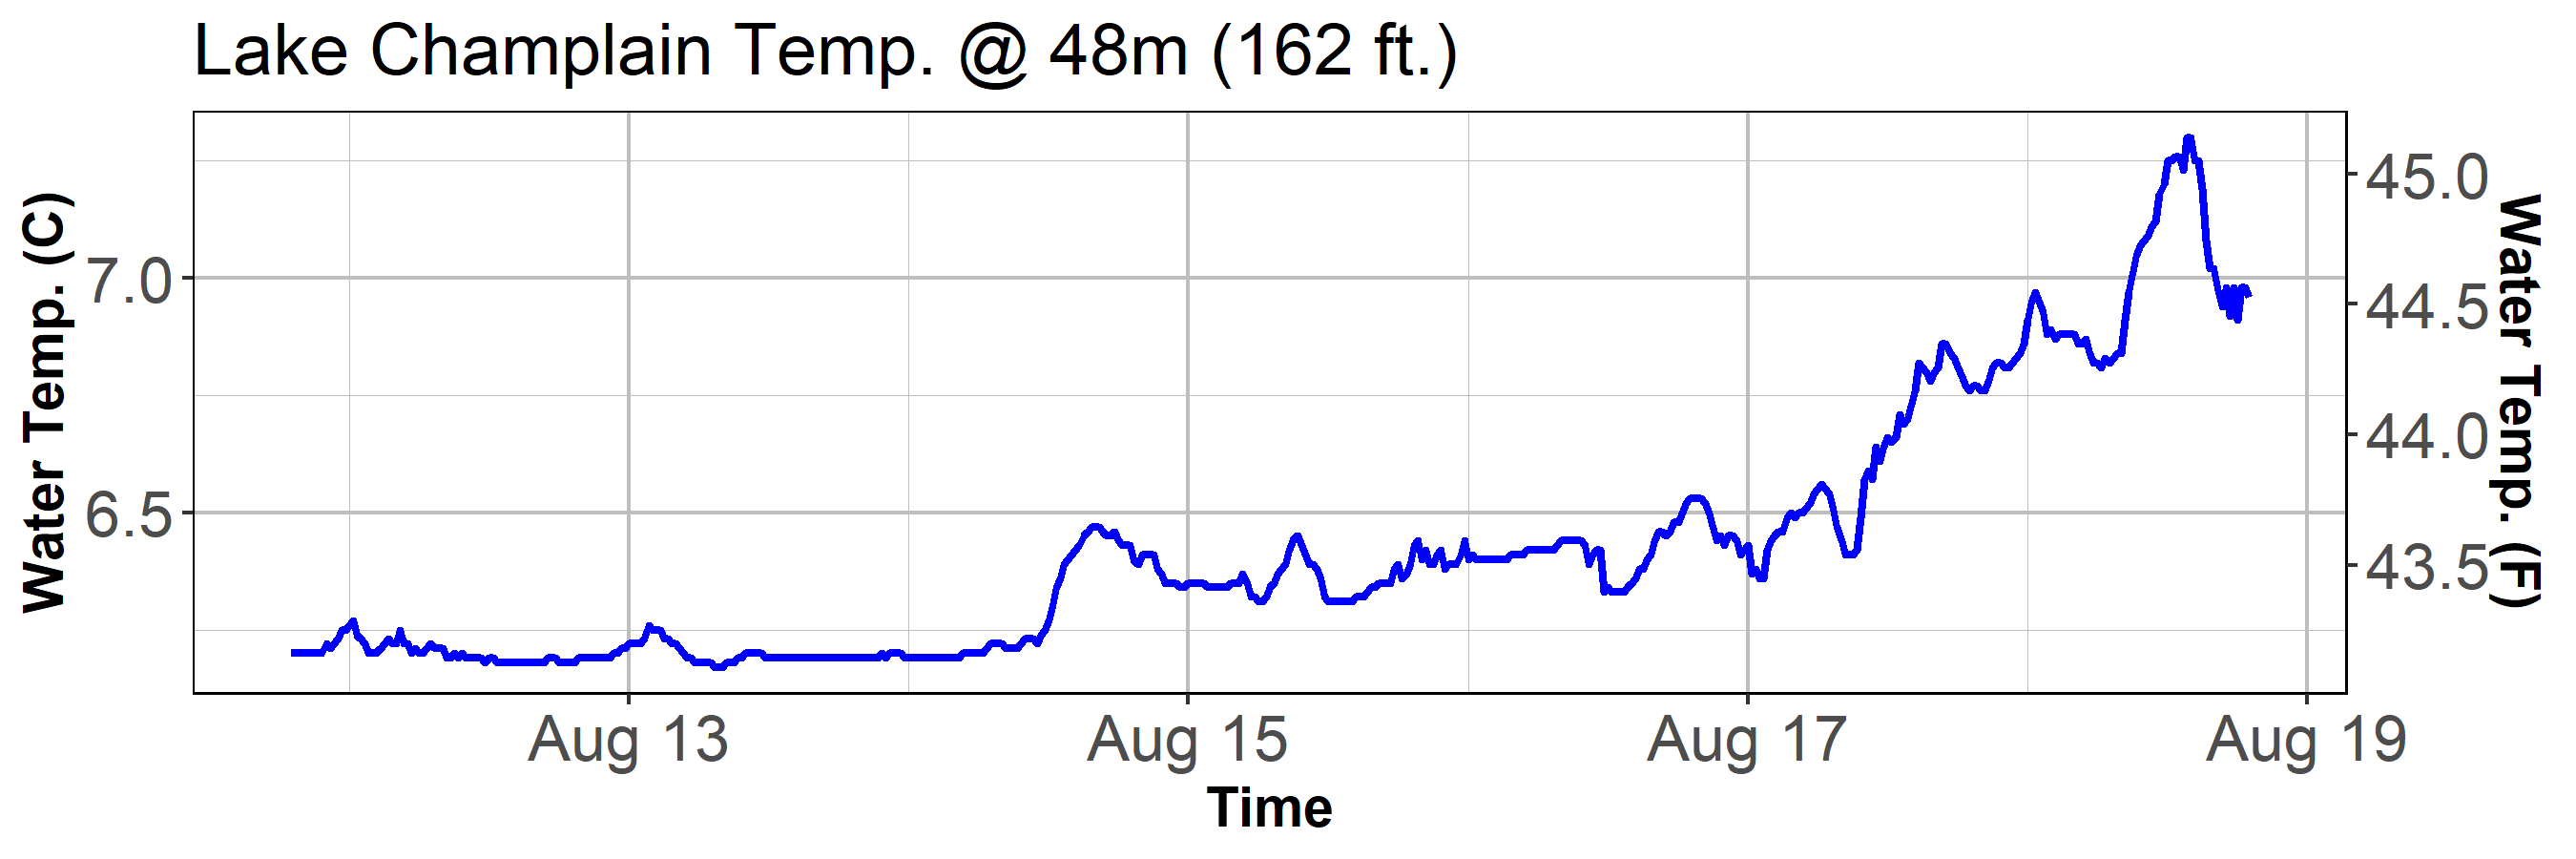 Lake Champlain Temp. @ 48m (162 ft.)
Water Temp. (C)
7.0
6.5
45.0
44.5
44.0
43.5
Water Temp. (F)
Aug 13
Aug 15
Aug 17
Aug 19
Time